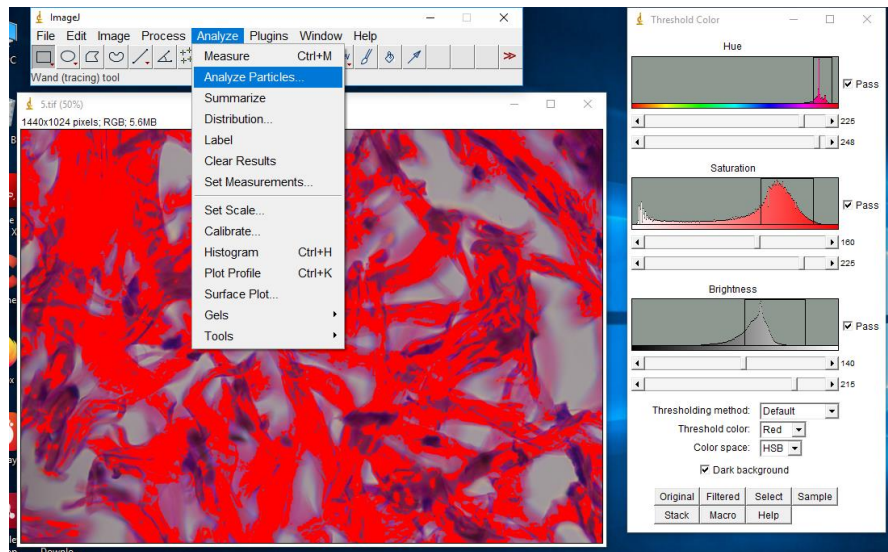 ImageJ
File Edit Image Process Analyze Plugins Window Help
Wand (tracing) tool
Measure Ctrl+M
Analyze Particles...
Summarize
Distribution...
Label
Clear Results
Set Measurements...
Set Scale...
Calibrate...
Histogram Ctrl+H
Plot Profile Ctrl+K
Surface Plot...
Gels
Tools
5.tif (50%)
1440x1024 pixels; RGB; 5.6MB
Threshold Color
Hue
Pass
225
248
Saturation
Pass
160
225
Brightness
Pass
140
215
Thresholding method: Default
Threshold color: Red
Color space: HSB
Dark background
Original Filtered Select Sample
Stack Macro Help